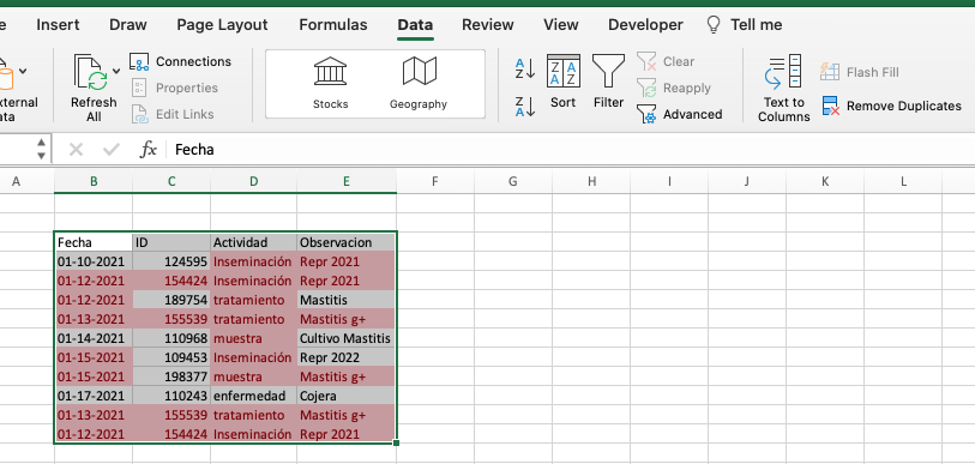 e Insert Draw Page Layout Formulas Data Review View Developer Tell me
Connections
Properties
Edit Links
xternal
ata
Refresh
All
Stocks Geography
A
Z
Z
A
Z A
A Z
Sort Filter
Clear
Reapply
Advanced
Text to
Columns
Flash Fill
Remove Duplicates
fx Fecha
A B C D E F G H I J K L
Fecha ID Actividad Observacion
01-10-2021 124595 Inseminación Repr 2021
01-12-2021 154424 Inseminación Repr 2021
01-12-2021 189754 tratamiento Mastitis
01-13-2021 155539 tratamiento Mastitis g+
01-14-2021 110968 muestra Cultivo Mastitis
01-15-2021 109453 Inseminación Repr 2022
01-15-2021 198377 muestra Mastitis g+
01-17-2021 110243 enfermedad Cojera
01-13-2021 155539 tratamiento Mastitis g+
01-12-2021 154424 Inseminación Repr 2021